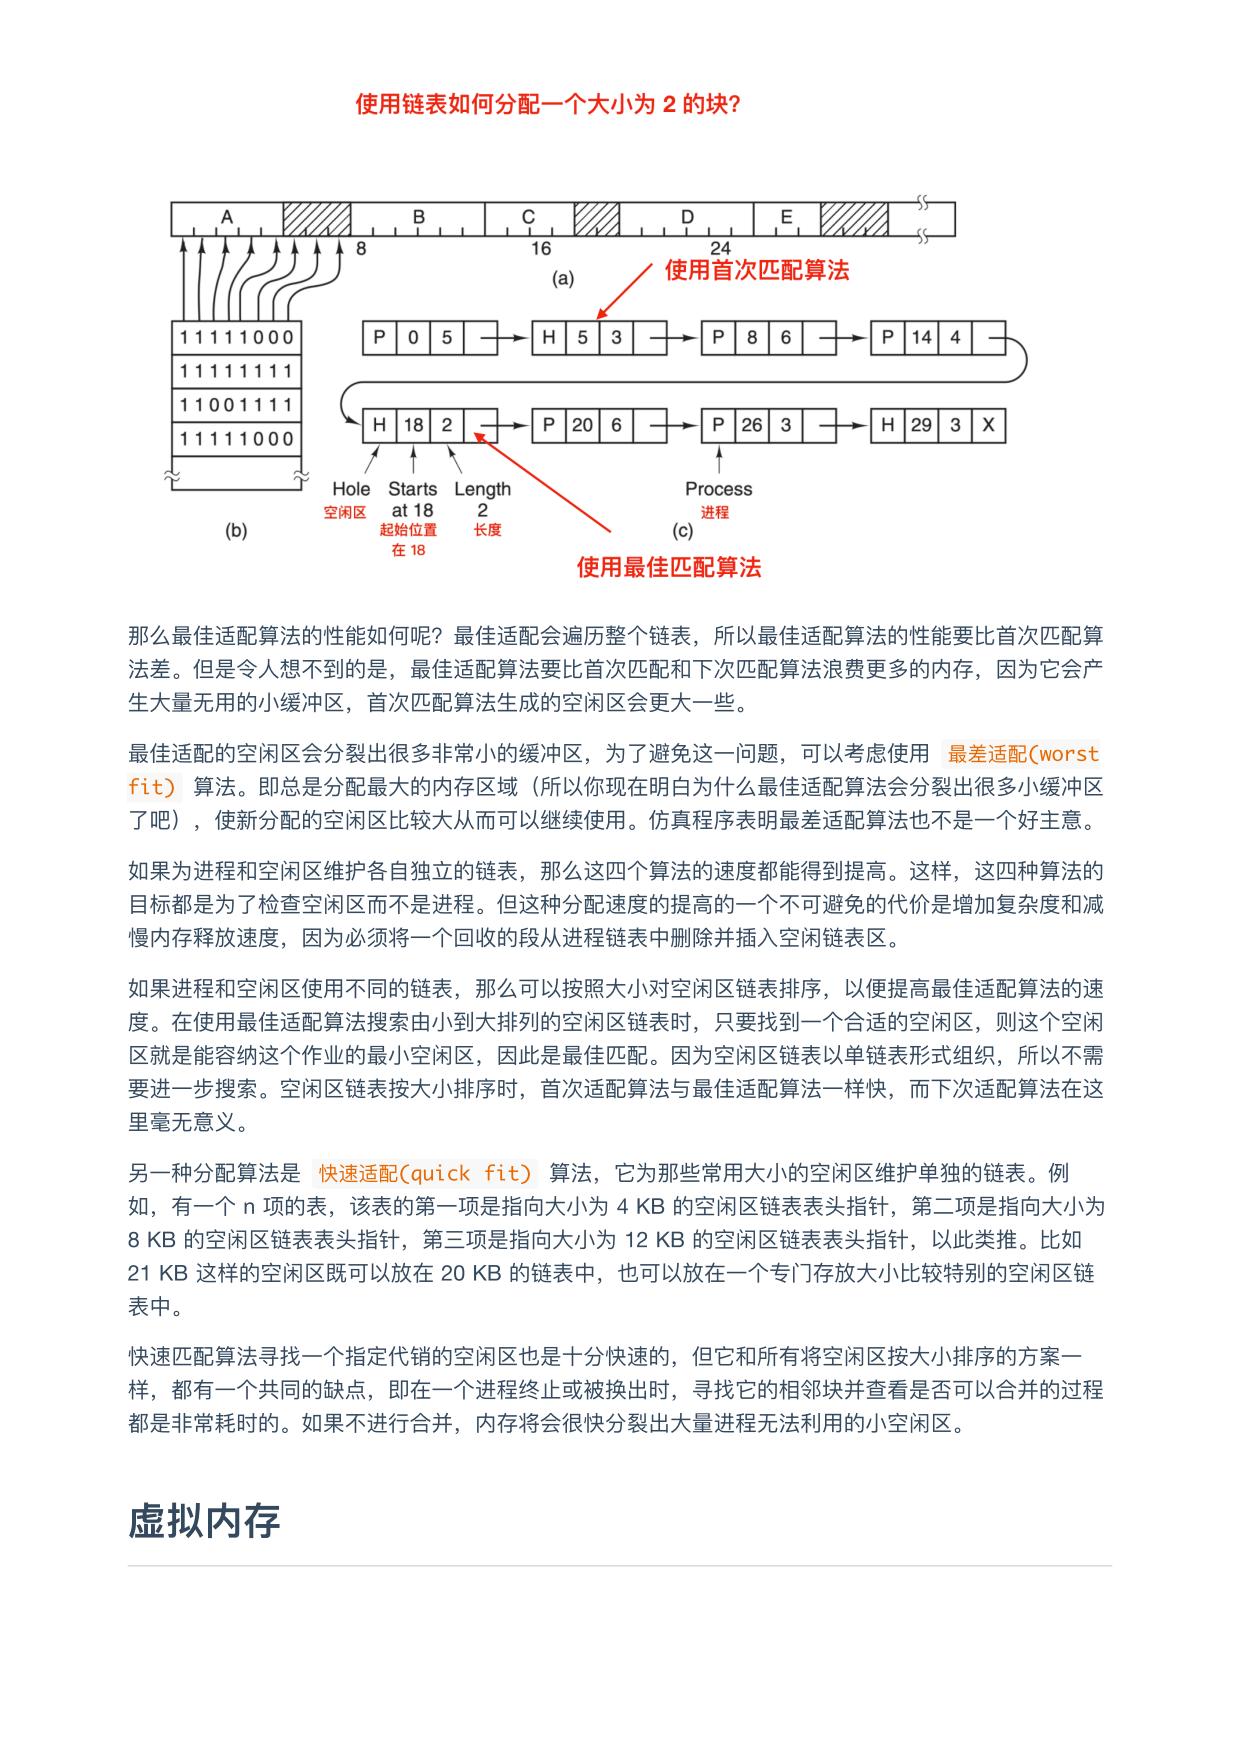 使用链表如何分配一个大小为 2 的块？
A B C D E
8 16 24
(a)
使用首次匹配算法
1 1 1 1 1 0 0 0
1 1 1 1 1 1 1 1
1 1 0 0 1 1 1 1
1 1 1 1 1 0 0 0
(b)
P 0 5
H 5 3
P 8 6
P 14 4
H 18 2
P 20 6
P 26 3
H 29 3 X
Hole
空闲区
Starts
at 18
起始位置
在 18
Length
2
长度
Process
进程
(c)
使用最佳匹配算法
那么最佳适配算法的性能如何呢？最佳适配会遍历整个链表，所以最佳适配算法的性能要比首次匹配算
法差。但是令人想不到的是，最佳适配算法要比首次匹配和下次匹配算法浪费更多的内存，因为它会产
生大量无用的小缓冲区，首次匹配算法生成的空闲区会更大一些。
最佳适配的空闲区会分裂出很多非常小的缓冲区，为了避免这一问题，可以考虑使用 最差适配(worst
fit) 算法。即总是分配最大的内存区域（所以你现在明白为什么最佳适配算法会分裂出很多小缓冲区
了吧），使新分配的空闲区比较大从而可以继续使用。仿真程序表明最差适配算法也不是一个好主意。
如果为进程和空闲区维护各自独立的链表，那么这四个算法的速度都能得到提高。这样，这四种算法的
目标都是为了检查空闲区而不是进程。但这种分配速度的提高的一个不可避免的代价是增加复杂度和减
慢内存释放速度，因为必须将一个回收的段从进程链表中删除并插入空闲链表区。
如果进程和空闲区使用不同的链表，那么可以按照大小对空闲区链表排序，以便提高最佳适配算法的速
度。在使用最佳适配算法搜索由小到大排列的空闲区链表时，只要找到一个合适的空闲区，则这个空闲
区就是能容纳这个作业的最小空闲区，因此是最佳匹配。因为空闲区链表以单链表形式组织，所以不需
要进一步搜索。空闲区链表按大小排序时，首次适配算法与最佳适配算法一样快，而下次适配算法在这
里毫无意义。
另一种分配算法是 快速适配(quick fit) 算法，它为那些常用大小的空闲区维护单独的链表。例
如，有一个 n 项的表，该表的第一项是指向大小为 4 KB 的空闲区链表表头指针，第二项是指向大小为
8 KB 的空闲区链表表头指针，第三项是指向大小为 12 KB 的空闲区链表表头指针，以此类推。比如
21 KB 这样的空闲区既可以放在 20 KB 的链表中，也可以放在一个专门存放大小比较特别的空闲区链
表中。
快速匹配算法寻找一个指定代销的空闲区也是十分快速的，但它和所有将空闲区按大小排序的方案一
样，都有一个共同的缺点，即在一个进程终止或被换出时，寻找它的相邻块并查看是否可以合并的过程
都是非常耗时的。如果不进行合并，内存将会很快分裂出大量进程无法利用的小空闲区。
虚拟内存